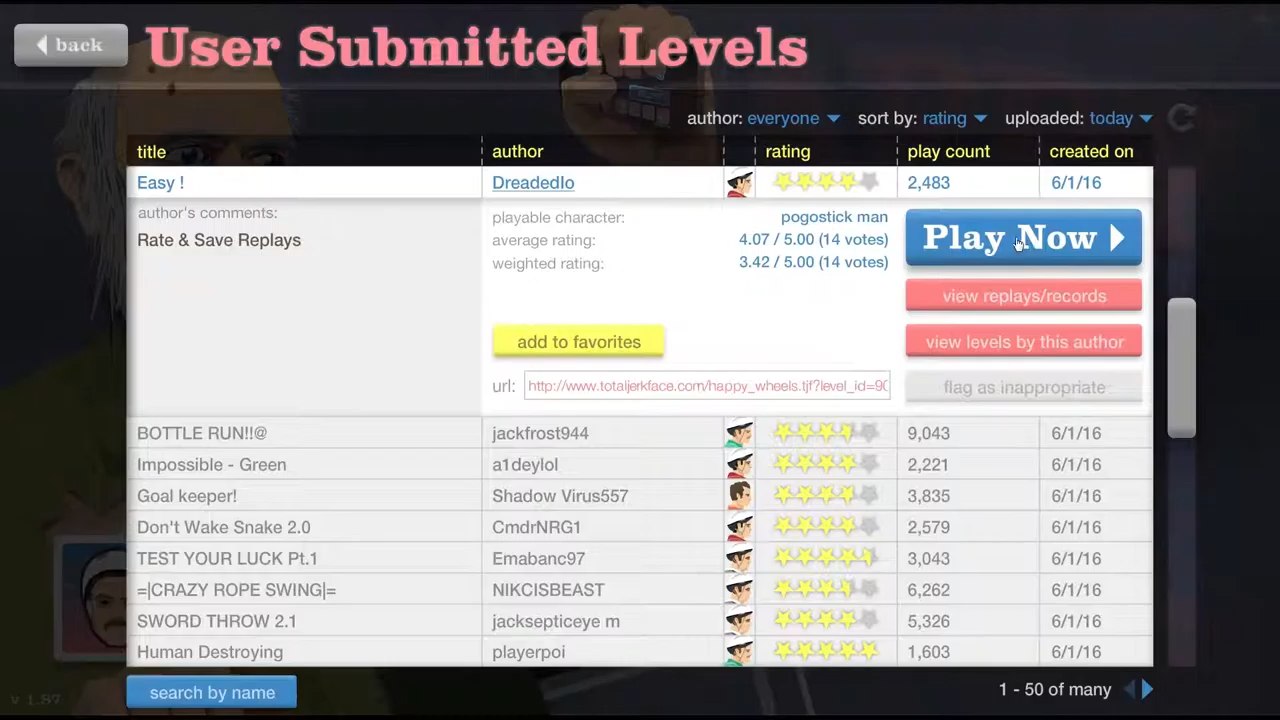 back
User Submitted Levels
author: everyone sort by: rating uploaded: today
title author rating play count created on
Easy ! DreadedIo 2,483 6/1/16
author's comments:
Rate & Save Replays
playable character: pogostick man
average rating: 4.07 / 5.00 (14 votes)
weighted rating: 3.42 / 5.00 (14 votes)
Play Now
view replays/records
add to favorites
view levels by this author
url: http://www.totaljerkface.com/happy_wheels.tjf?level_id=90
flag as inappropriate
BOTTLE RUN!!@ jackfrost944 9,043 6/1/16
Impossible - Green a1deylol 2,221 6/1/16
Goal keeper! Shadow Virus557 3,835 6/1/16
Don't Wake Snake 2.0 CmdrNRG1 2,579 6/1/16
TEST YOUR LUCK Pt.1 Emabanc97 3,043 6/1/16
=|CRAZY ROPE SWING|= NIKCISBEAST 6,262 6/1/16
SWORD THROW 2.1 jacksepticeye m 5,326 6/1/16
Human Destroying playerpoi 1,603 6/1/16
search by name
1 - 50 of many
v 1.87